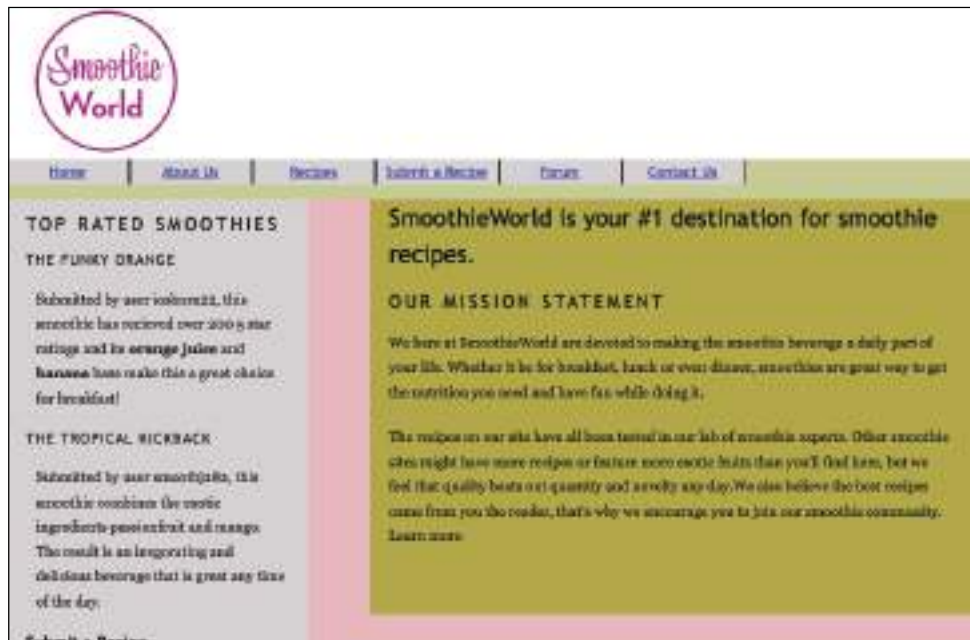 Smoothie
World
Home
About Us
Recipes
Submit a Recipe
Forum
Contact Us
TOP RATED SMOOTHIES
THE FUNKY ORANGE
Submitted by user this
smoothie has recieved over 200 5 star
ratings and its orange juice and
banana base make this a great choice
for breakfast!
THE TROPICAL KICKBACK
Submitted by user this
smoothie combines the exotic
ingredients passionfruit and mango.
The result is an invgorating and
delicious beverage that is great any time
of the day.
Submit a Recipe
SmoothieWorld is your #1 destination for smoothie
recipes.
OUR MISSION STATEMENT
We here at SmoothieWorld are devoted to making the smoothie beverage a daily part of
your life. Whether it be for breakfast, lunch or even dinner, smoothies are great way to get
the nutrition you need and have fun while doing it.
The recipes on our site have all been tested in our lab of smoothie experts. Other smoothie
sites might have more recipes or feature more exotic fruits than you'll find here, but we
feel that quality beats out quantity and novelty any day. We also believe the best recipes
come from you the reader, that's why we encourage you to join our smoothie community.
Learn more